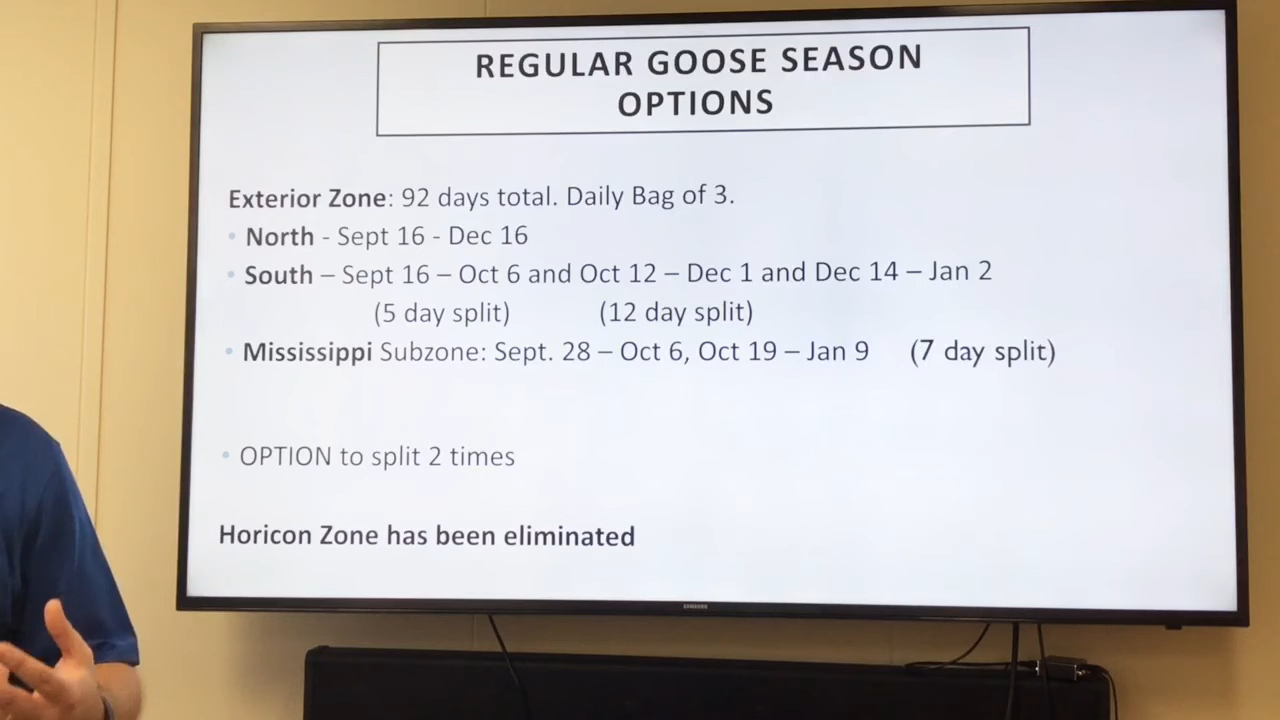 REGULAR GOOSE SEASON
OPTIONS
Exterior Zone: 92 days total. Daily Bag of 3.
• North - Sept 16 - Dec 16
• South – Sept 16 – Oct 6 and Oct 12 – Dec 1 and Dec 14 – Jan 2
(5 day split) (12 day split)
• Mississippi Subzone: Sept. 28 – Oct 6, Oct 19 – Jan 9 (7 day split)
• OPTION to split 2 times
Horicon Zone has been eliminated
SAMSUNG